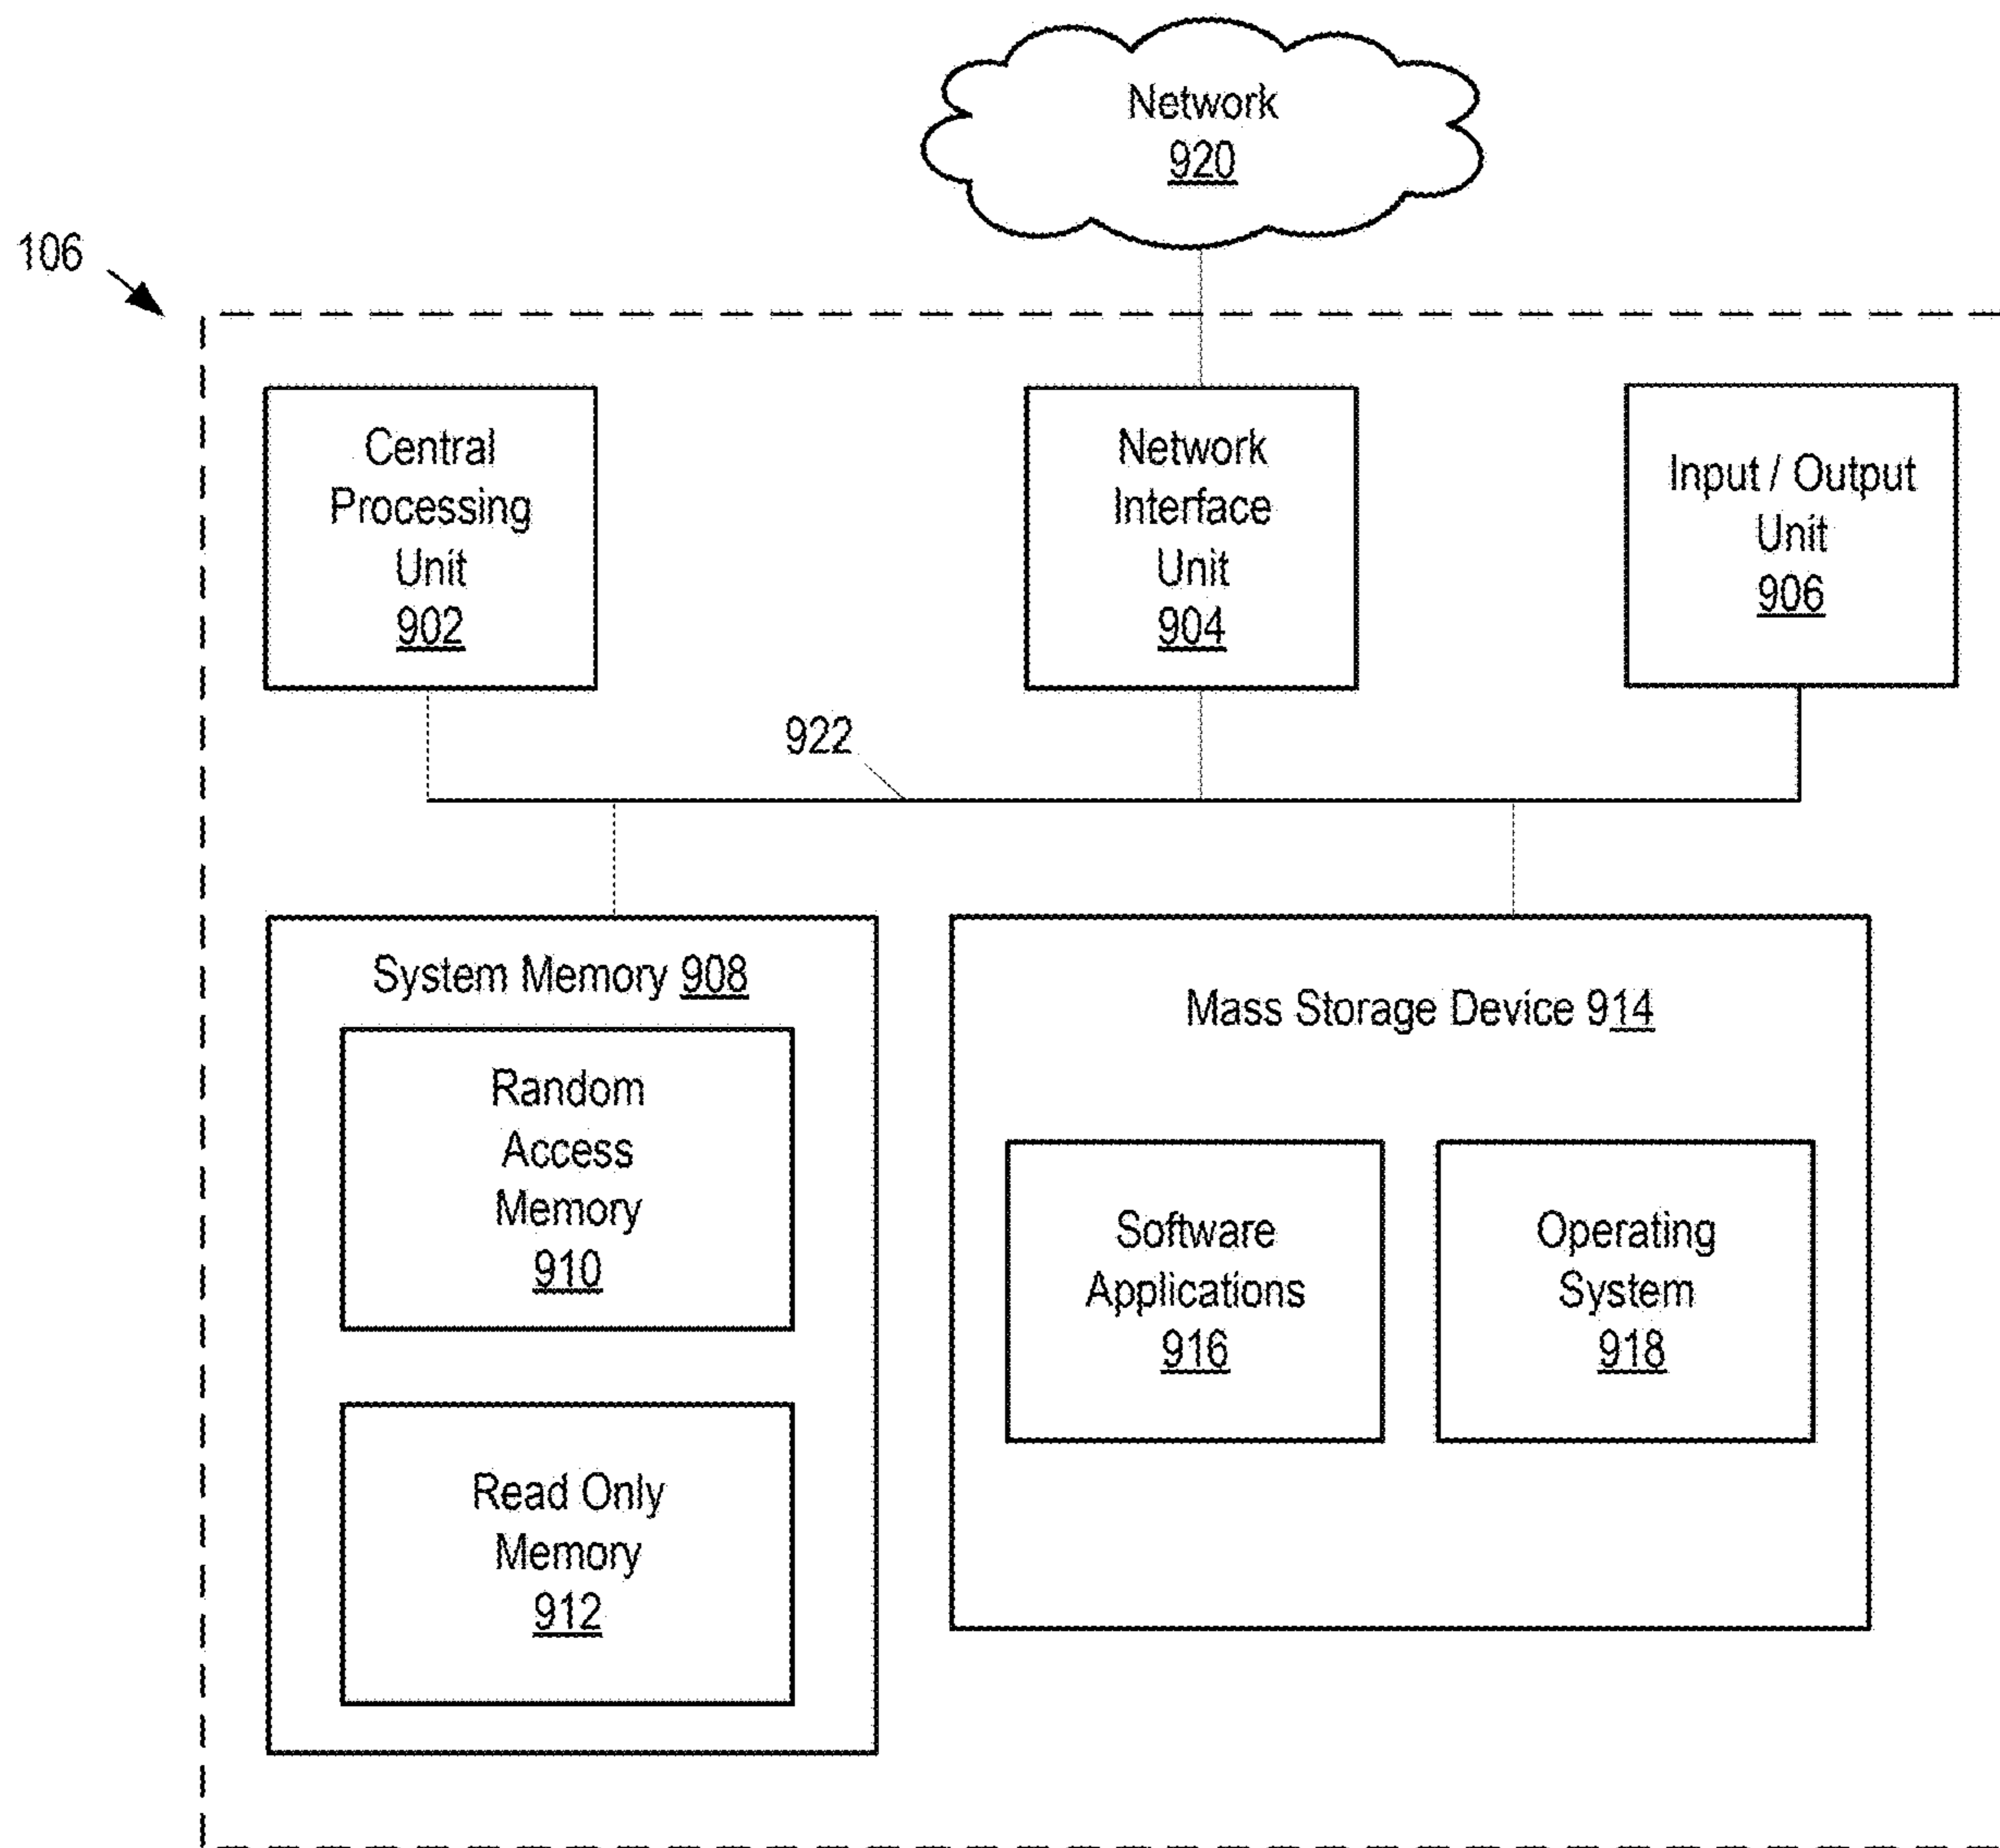 Network
920
106
Central
Processing
Unit
902
Network
Interface
Unit
904
Input / Output
Unit
906
922
System Memory 908
Random
Access
Memory
910
Read Only
Memory
912
Mass Storage Device 914
Software
Applications
916
Operating
System
918